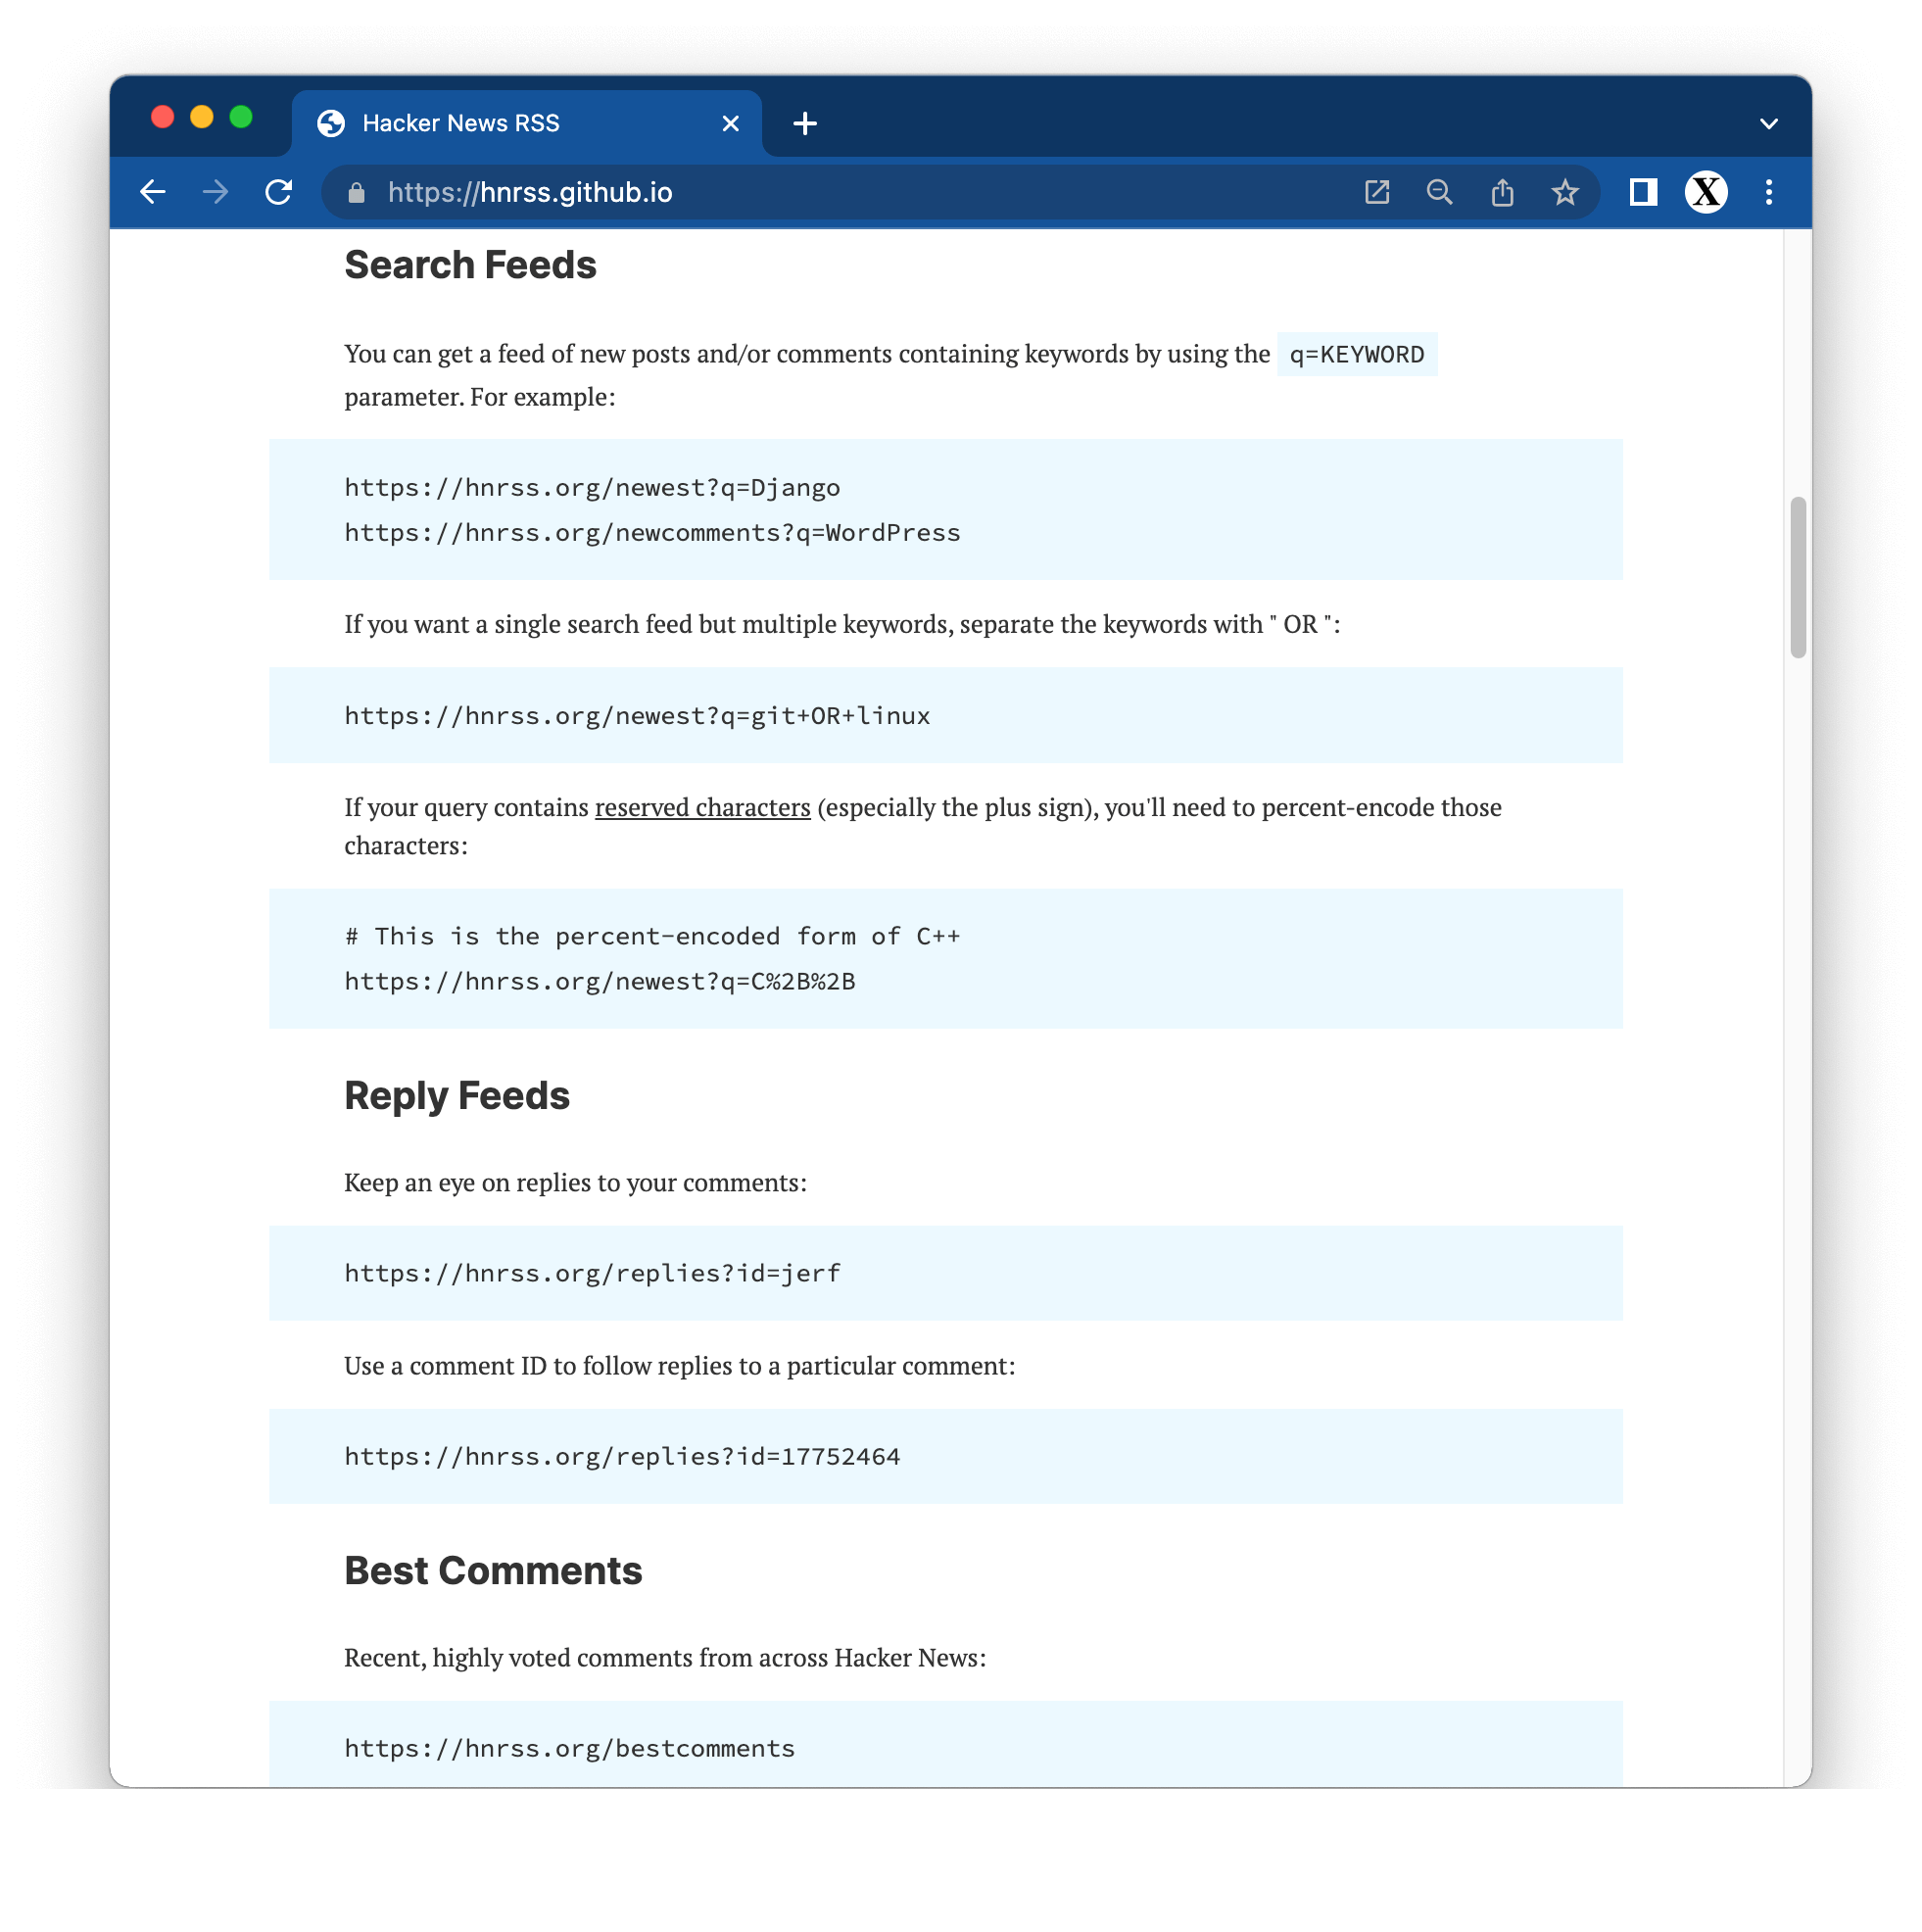 Hacker News RSS
https://hnrss.github.io
X
Search Feeds
You can get a feed of new posts and/or comments containing keywords by using the q=KEYWORD
parameter. For example:
https://hnrss.org/newest?q=Django
https://hnrss.org/newcomments?q=WordPress
If you want a single search feed but multiple keywords, separate the keywords with " OR ":
https://hnrss.org/newest?q=git+OR+linux
If your query contains reserved characters (especially the plus sign), you'll need to percent-encode those
characters:
# This is the percent-encoded form of C++
https://hnrss.org/newest?q=C%2B%2B
Reply Feeds
Keep an eye on replies to your comments:
https://hnrss.org/replies?id=jerf
Use a comment ID to follow replies to a particular comment:
https://hnrss.org/replies?id=17752464
Best Comments
Recent, highly voted comments from across Hacker News:
https://hnrss.org/bestcomments